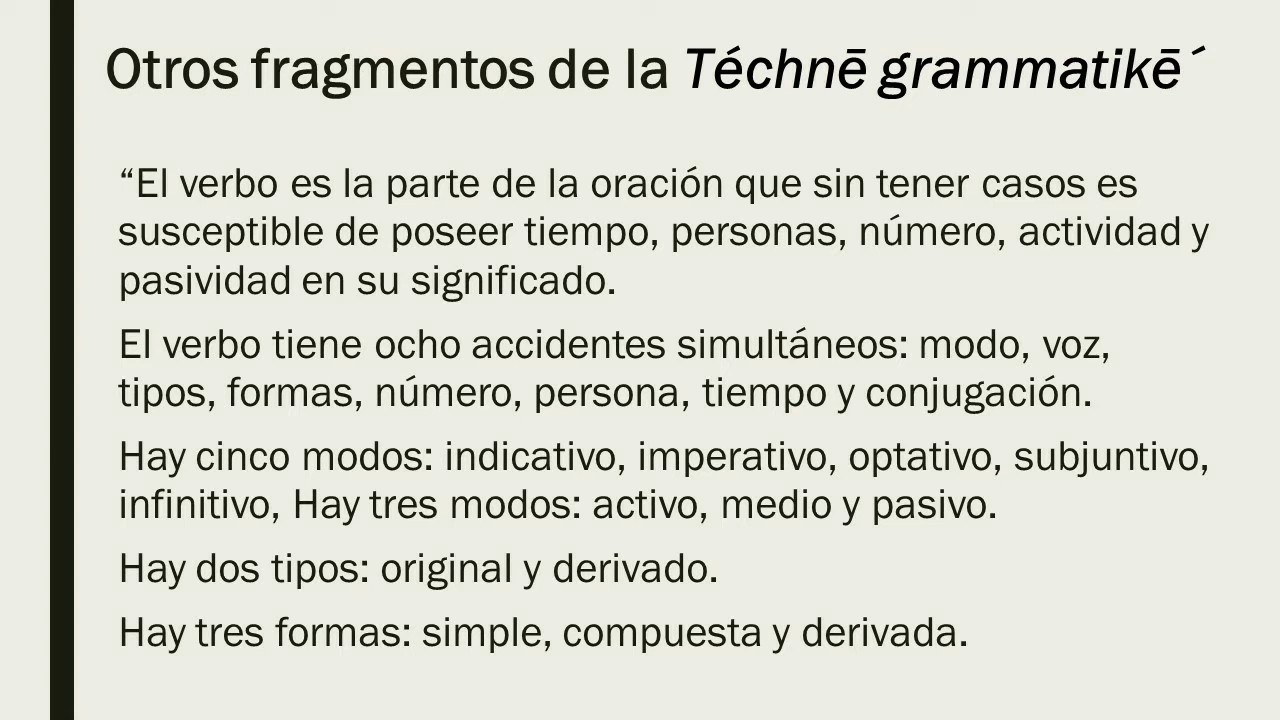 Otros fragmentos de la Téchnē grammatikē´
“El verbo es la parte de la oración que sin tener casos es
susceptible de poseer tiempo, personas, número, actividad y
pasividad en su significado.
El verbo tiene ocho accidentes simultáneos: modo, voz,
tipos, formas, número, persona, tiempo y conjugación.
Hay cinco modos: indicativo, imperativo, optativo, subjuntivo,
infinitivo, Hay tres modos: activo, medio y pasivo.
Hay dos tipos: original y derivado.
Hay tres formas: simple, compuesta y derivada.